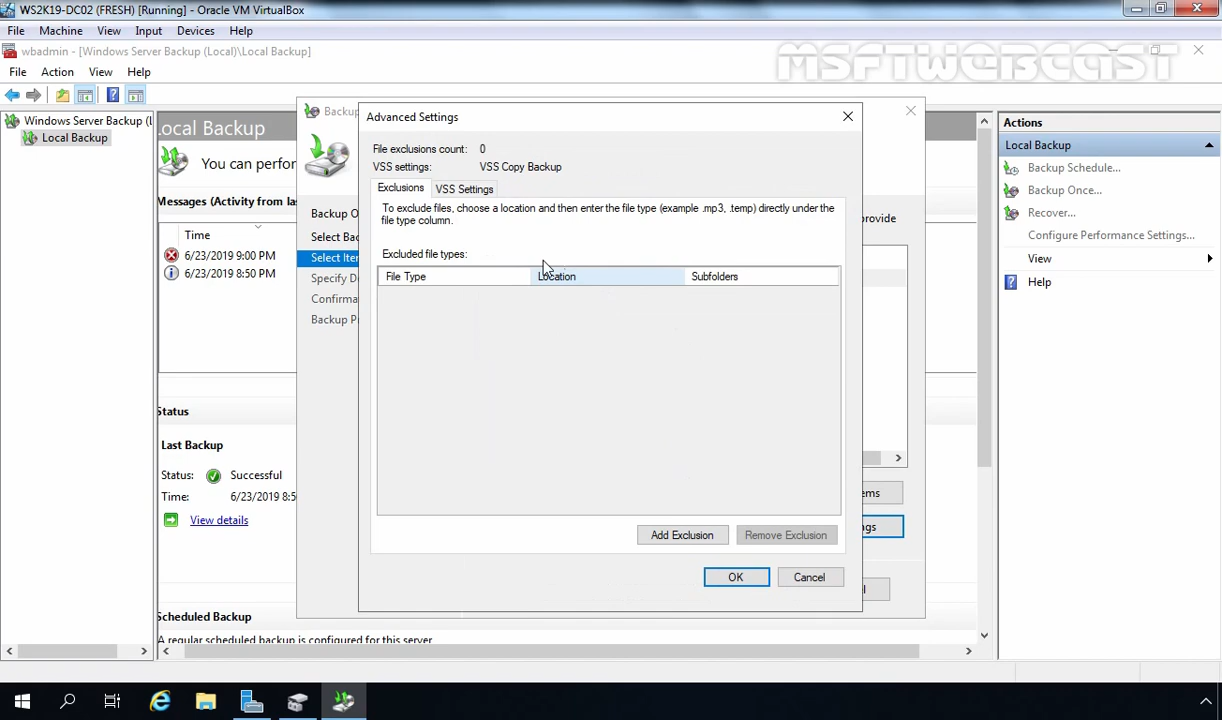 WS2K19-DC02 (FRESH) [Running] - Oracle VM VirtualBox
File Machine View Input Devices Help
wbadmin - [Windows Server Backup (Local)\Local Backup]
MSFTWEBCAST
File Action View Help
Windows Server Backup (L
Local Backup
Local Backup
You can perfor
Messages (Activity from las
Time
6/23/2019 9:00 PM
6/23/2019 8:50 PM
Status
Last Backup
Status: Successful
Time: 6/23/2019 8:5
View details
Scheduled Backup
A regular scheduled backup is configured for this server
Backup
Backup O
Select Bac
Select Iter
Specify D
Confirma
Backup P
provide
ems
ngs
Advanced Settings
File exclusions count: 0
VSS settings: VSS Copy Backup
Exclusions VSS Settings
To exclude files, choose a location and then enter the file type (example .mp3, .temp) directly under the
file type column.
Excluded file types:
File Type Location Subfolders
Add Exclusion Remove Exclusion
OK Cancel
Actions
Local Backup
Backup Schedule...
Backup Once...
Recover...
Configure Performance Settings...
View
Help